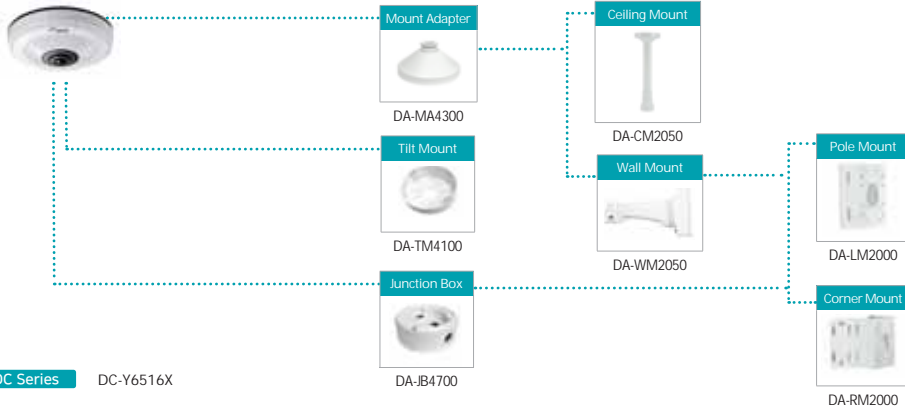 Mount Adapter
DA-MA4300
Ceiling Mount
DA-CM2050
Tilt Mount
DA-TM4100
Wall Mount
DA-WM2050
Pole Mount
DA-LM2000
Junction Box
DA-JB4700
Corner Mount
DA-RM2000
DC Series DC-Y6516X